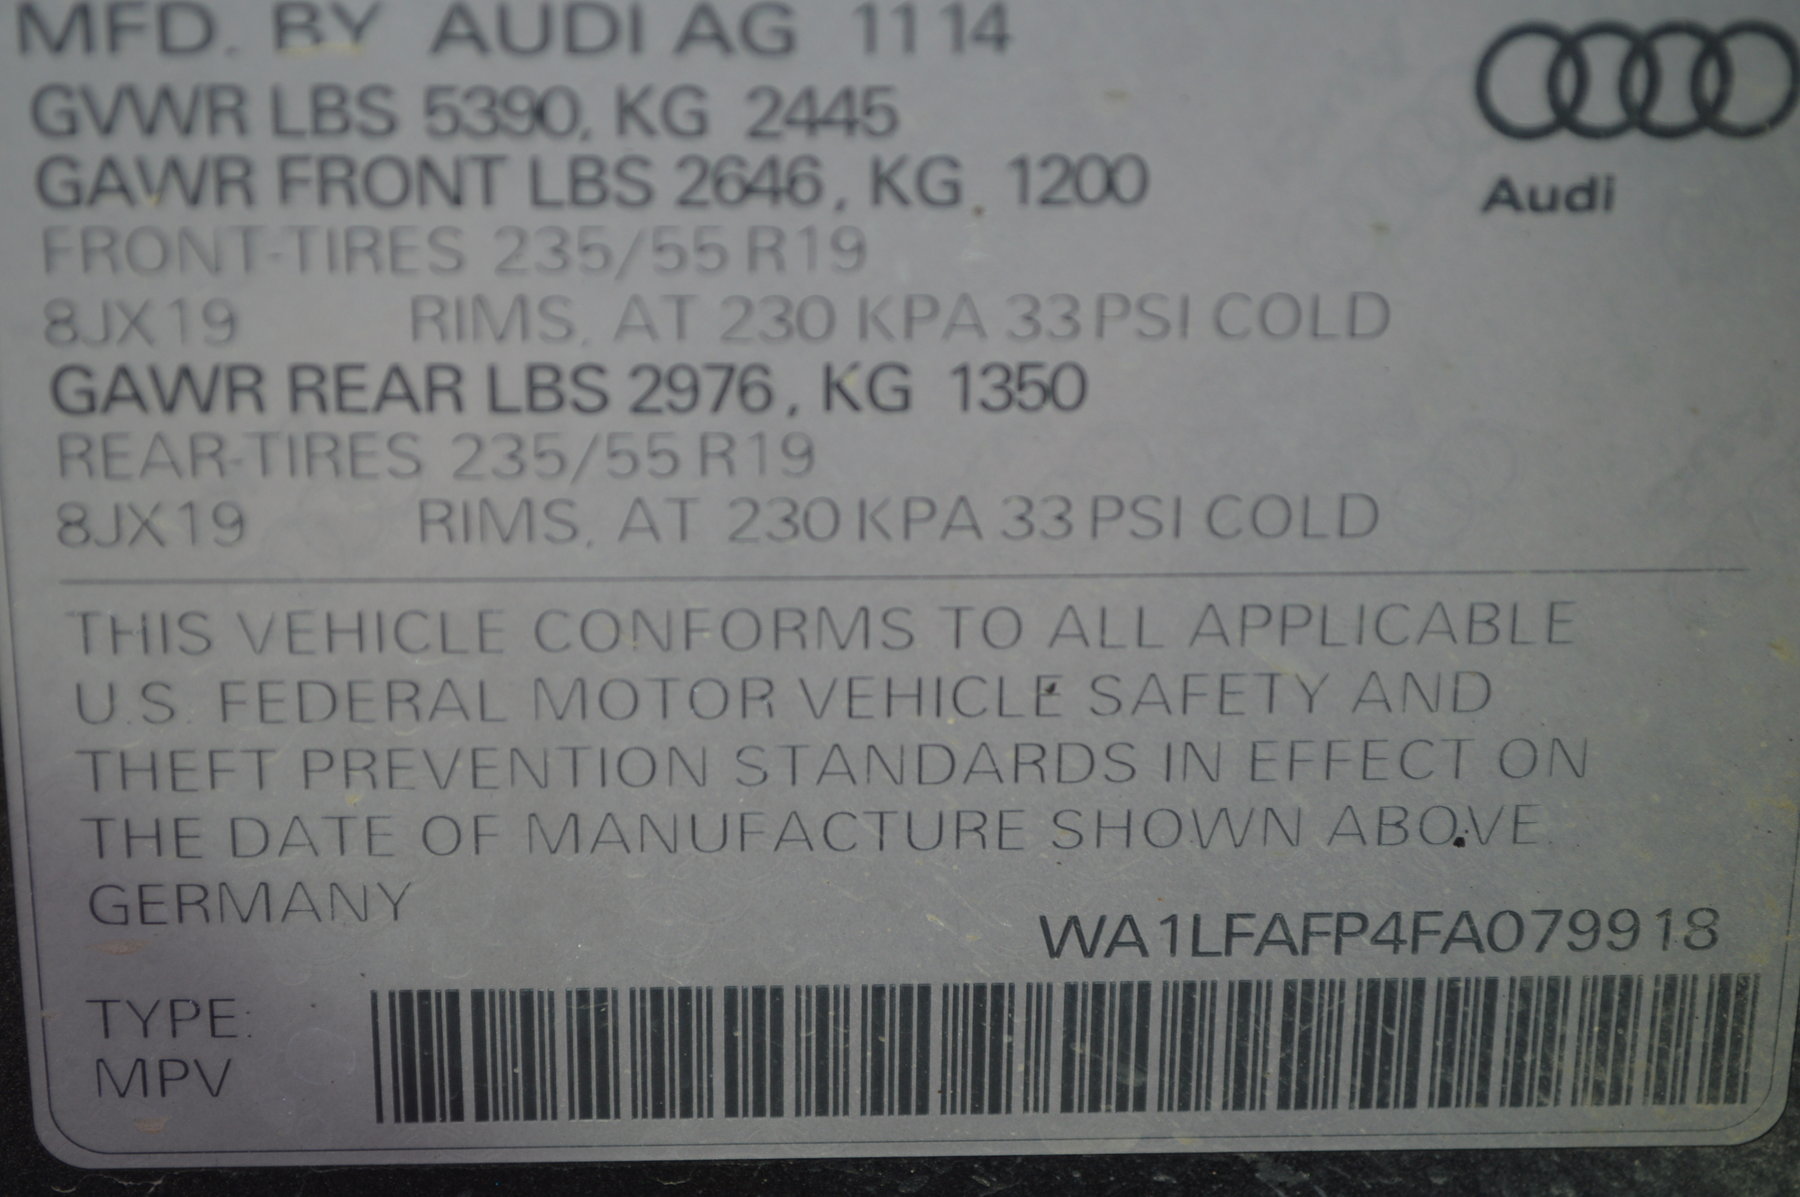 MFD. BY AUDI AG 11 14
GVWR LBS 5390, KG 2445
GAWR FRONT LBS 2646, KG. 1200
FRONT-TIRES 235/55 R19
8JX19 RIMS, AT 230 KPA 33 PSI COLD
GAWR REAR LBS 2976, KG 1350
REAR-TIRES 235/55 R19
8JX19 RIMS, AT 230 KPA 33 PSI COLD
Audi
THIS VEHICLE CONFORMS TO ALL APPLICABLE
U.S. FEDERAL MOTOR VEHICLE SAFETY AND
THEFT PREVENTION STANDARDS IN EFFECT ON
THE DATE OF MANUFACTURE SHOWN ABOVE.
GERMANY
WA1LFAFP4FA079918
TYPE:
MPV